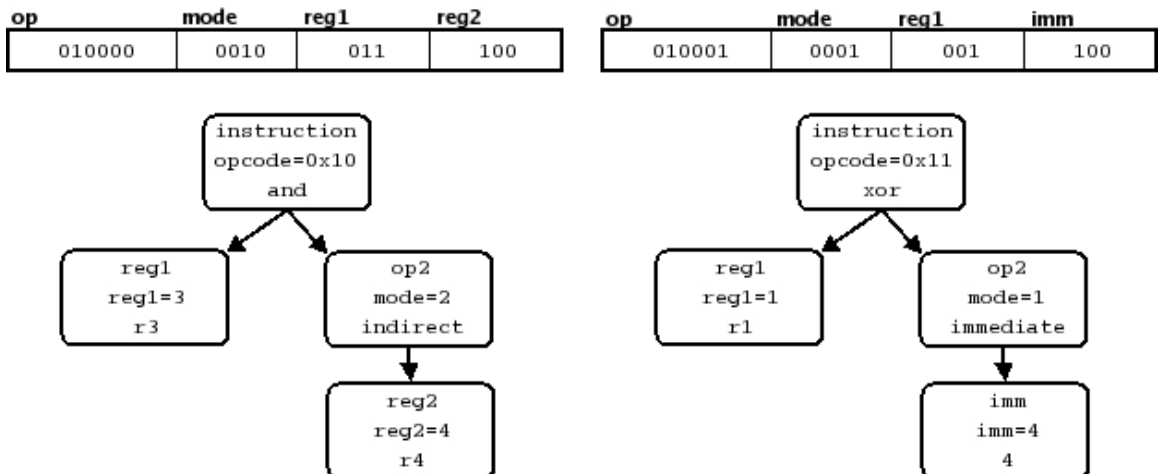 op mode reg1 reg2
010000 0010 011 100
instruction
opcode=0x10
and
reg1
reg1=3
r3
op2
mode=2
indirect
reg2
reg2=4
r4
op mode reg1 imm
010001 0001 001 100
instruction
opcode=0x11
xor
reg1
reg1=1
r1
op2
mode=1
immediate
imm
imm=4
4